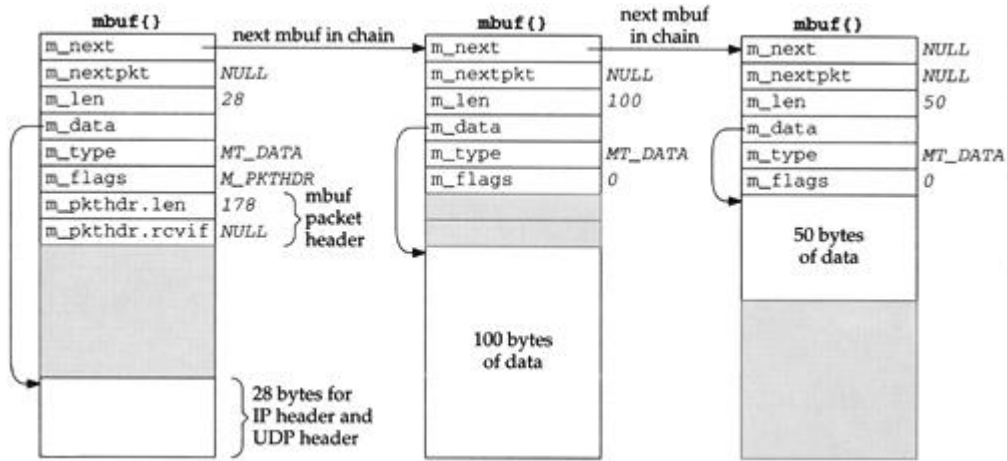 mbuf{}
m_next
m_nextpkt NULL
m_len 28
m_data
m_type MT_DATA
m_flags M_PKTHDR
m_pkthdr.len 178
m_pkthdr.rcvif NULL
mbuf
packet
header
28 bytes for
IP header and
UDP header
next mbuf in chain
mbuf{}
m_next
m_nextpkt NULL
m_len 100
m_data
m_type MT_DATA
m_flags 0
100 bytes
of data
next mbuf
in chain
mbuf{}
m_next NULL
m_nextpkt NULL
m_len 50
m_data
m_type MT_DATA
m_flags 0
50 bytes
of data